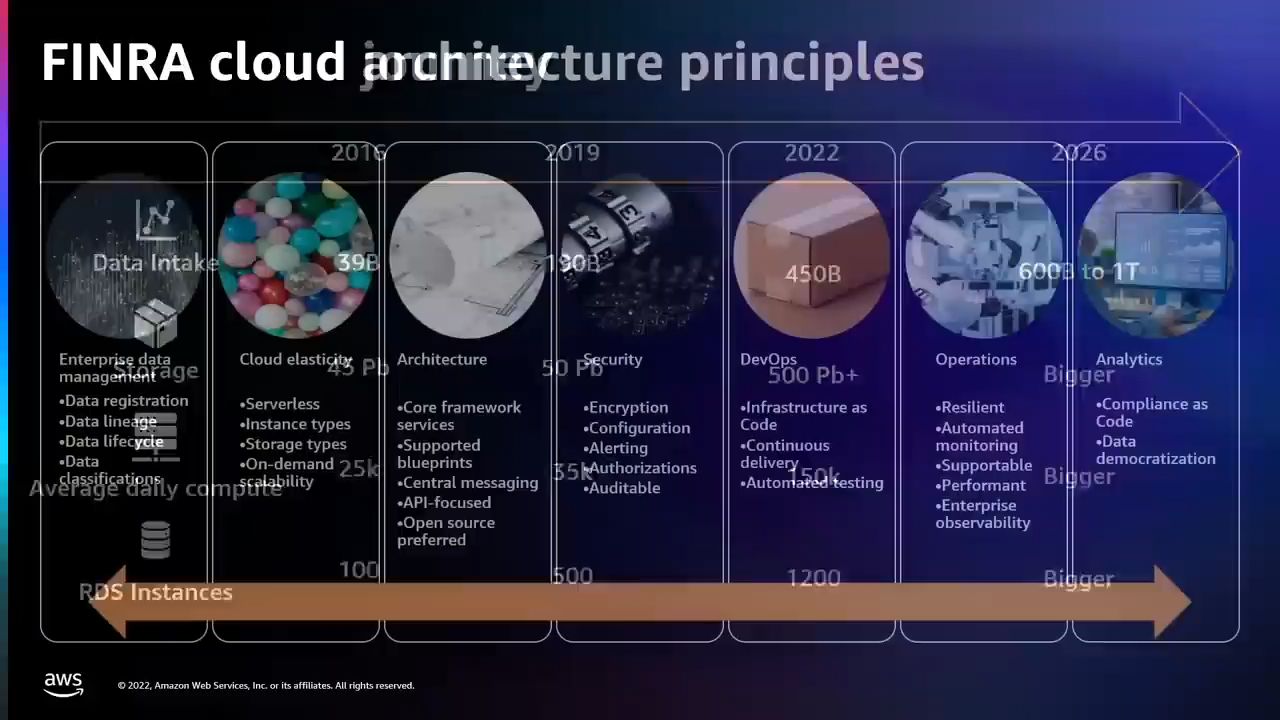 FINRA cloud architecture principles
FINRA cloud journey
2016
2019
2022
2026
Data Intake
39B
190B
450B
600B to 1T
Storage
43 Pb
50 Pb
500 Pb+
Bigger
Average daily compute
25k
35k
150k
Bigger
RDS Instances
100
500
1200
Bigger
Enterprise data
management
•Data registration
•Data lineage
•Data lifecycle
•Data
classifications
Cloud elasticity
•Serverless
•Instance types
•Storage types
•On-demand
scalability
Architecture
•Core framework
services
•Supported
blueprints
•Central messaging
•API-focused
•Open source
preferred
Security
•Encryption
•Configuration
•Alerting
•Authorizations
•Auditable
DevOps
•Infrastructure as
Code
•Continuous
delivery
•Automated testing
Operations
•Resilient
•Automated
monitoring
•Supportable
•Performant
•Enterprise
observability
Analytics
•Compliance as
Code
•Data
democratization
aws
© 2022, Amazon Web Services, Inc. or its affiliates. All rights reserved.